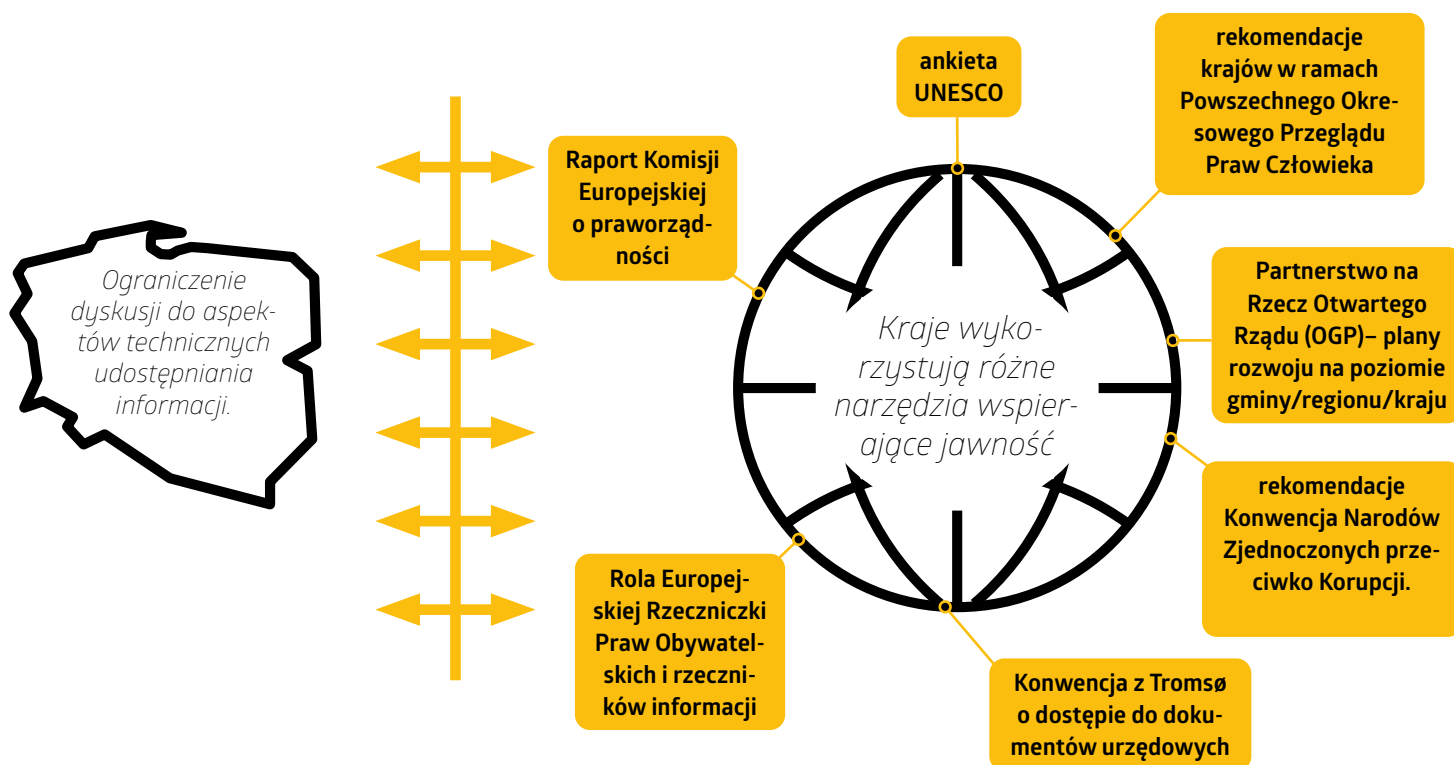 Ograniczenie
dyskusji do aspek-
tów technicznych
udostępniania
informacji.
Raport Komisji
Europejskiej
o praworząd-
ności
ankieta
UNESCO
rekomendacje
krajów w ramach
Powszechnego Okre-
sowego Przeglądu
Praw Człowieka
Kraje wyko-
rzystują różne
narzędzia wspier-
ające jawność
Partnerstwo na
Rzecz Otwartego
Rządu (OGP)– plany
rozwoju na poziomie
gminy/regionu/kraju
rekomendacje
Konwencja Narodów
Zjednoczonych prze-
ciwko Korupcji.
Rola Europej-
skiej Rzeczniczki
Praw Obywatel-
skich i rzeczni-
ków informacji
Konwencja z Tromsø
o dostępie do doku-
mentów urzędowych